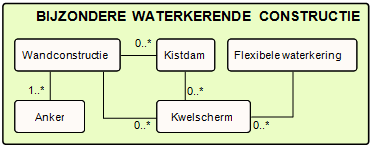 BIJZONDERE WATERKERENDE CONSTRUCTIE
Wandconstructie
0..*
Kistdam
Flexibele waterkering
1..*
0..*
Anker
0..*
Kwelscherm
0..*